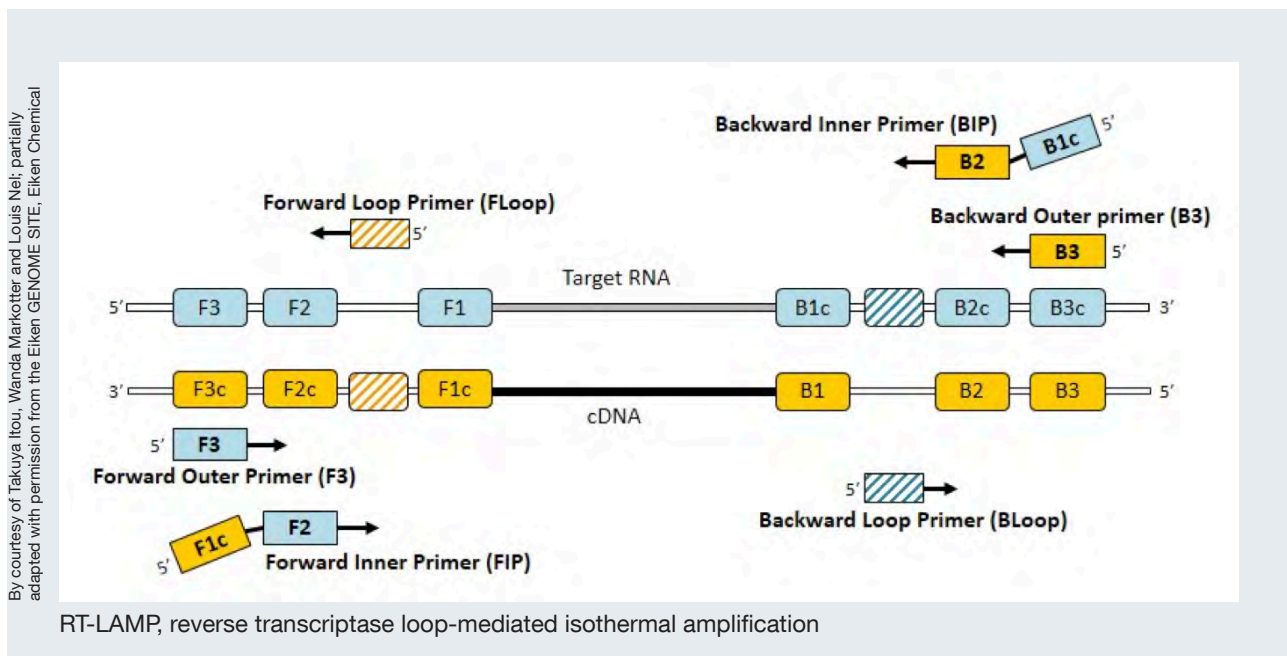 By courtesy of Takuya Itou, Wanda Markotter and Louis Nel; partially
adapted with permission from the Eiken GENOME SITE, Eiken Chemical
Backward Inner Primer (BIP)
B2
B1c
5′
Forward Loop Primer (FLoop)
5′
Backward Outer primer (B3)
B3
5′
Target RNA
5′
F3
F2
F1
B1c
B2c
B3c
3′
3′
F3c
F2c
F1c
B1
B2
B3
5′
cDNA
5′
F3
Forward Outer Primer (F3)
5′
Backward Loop Primer (BLoop)
5′
F1c
F2
Forward Inner Primer (FIP)
RT-LAMP, reverse transcriptase loop-mediated isothermal amplification